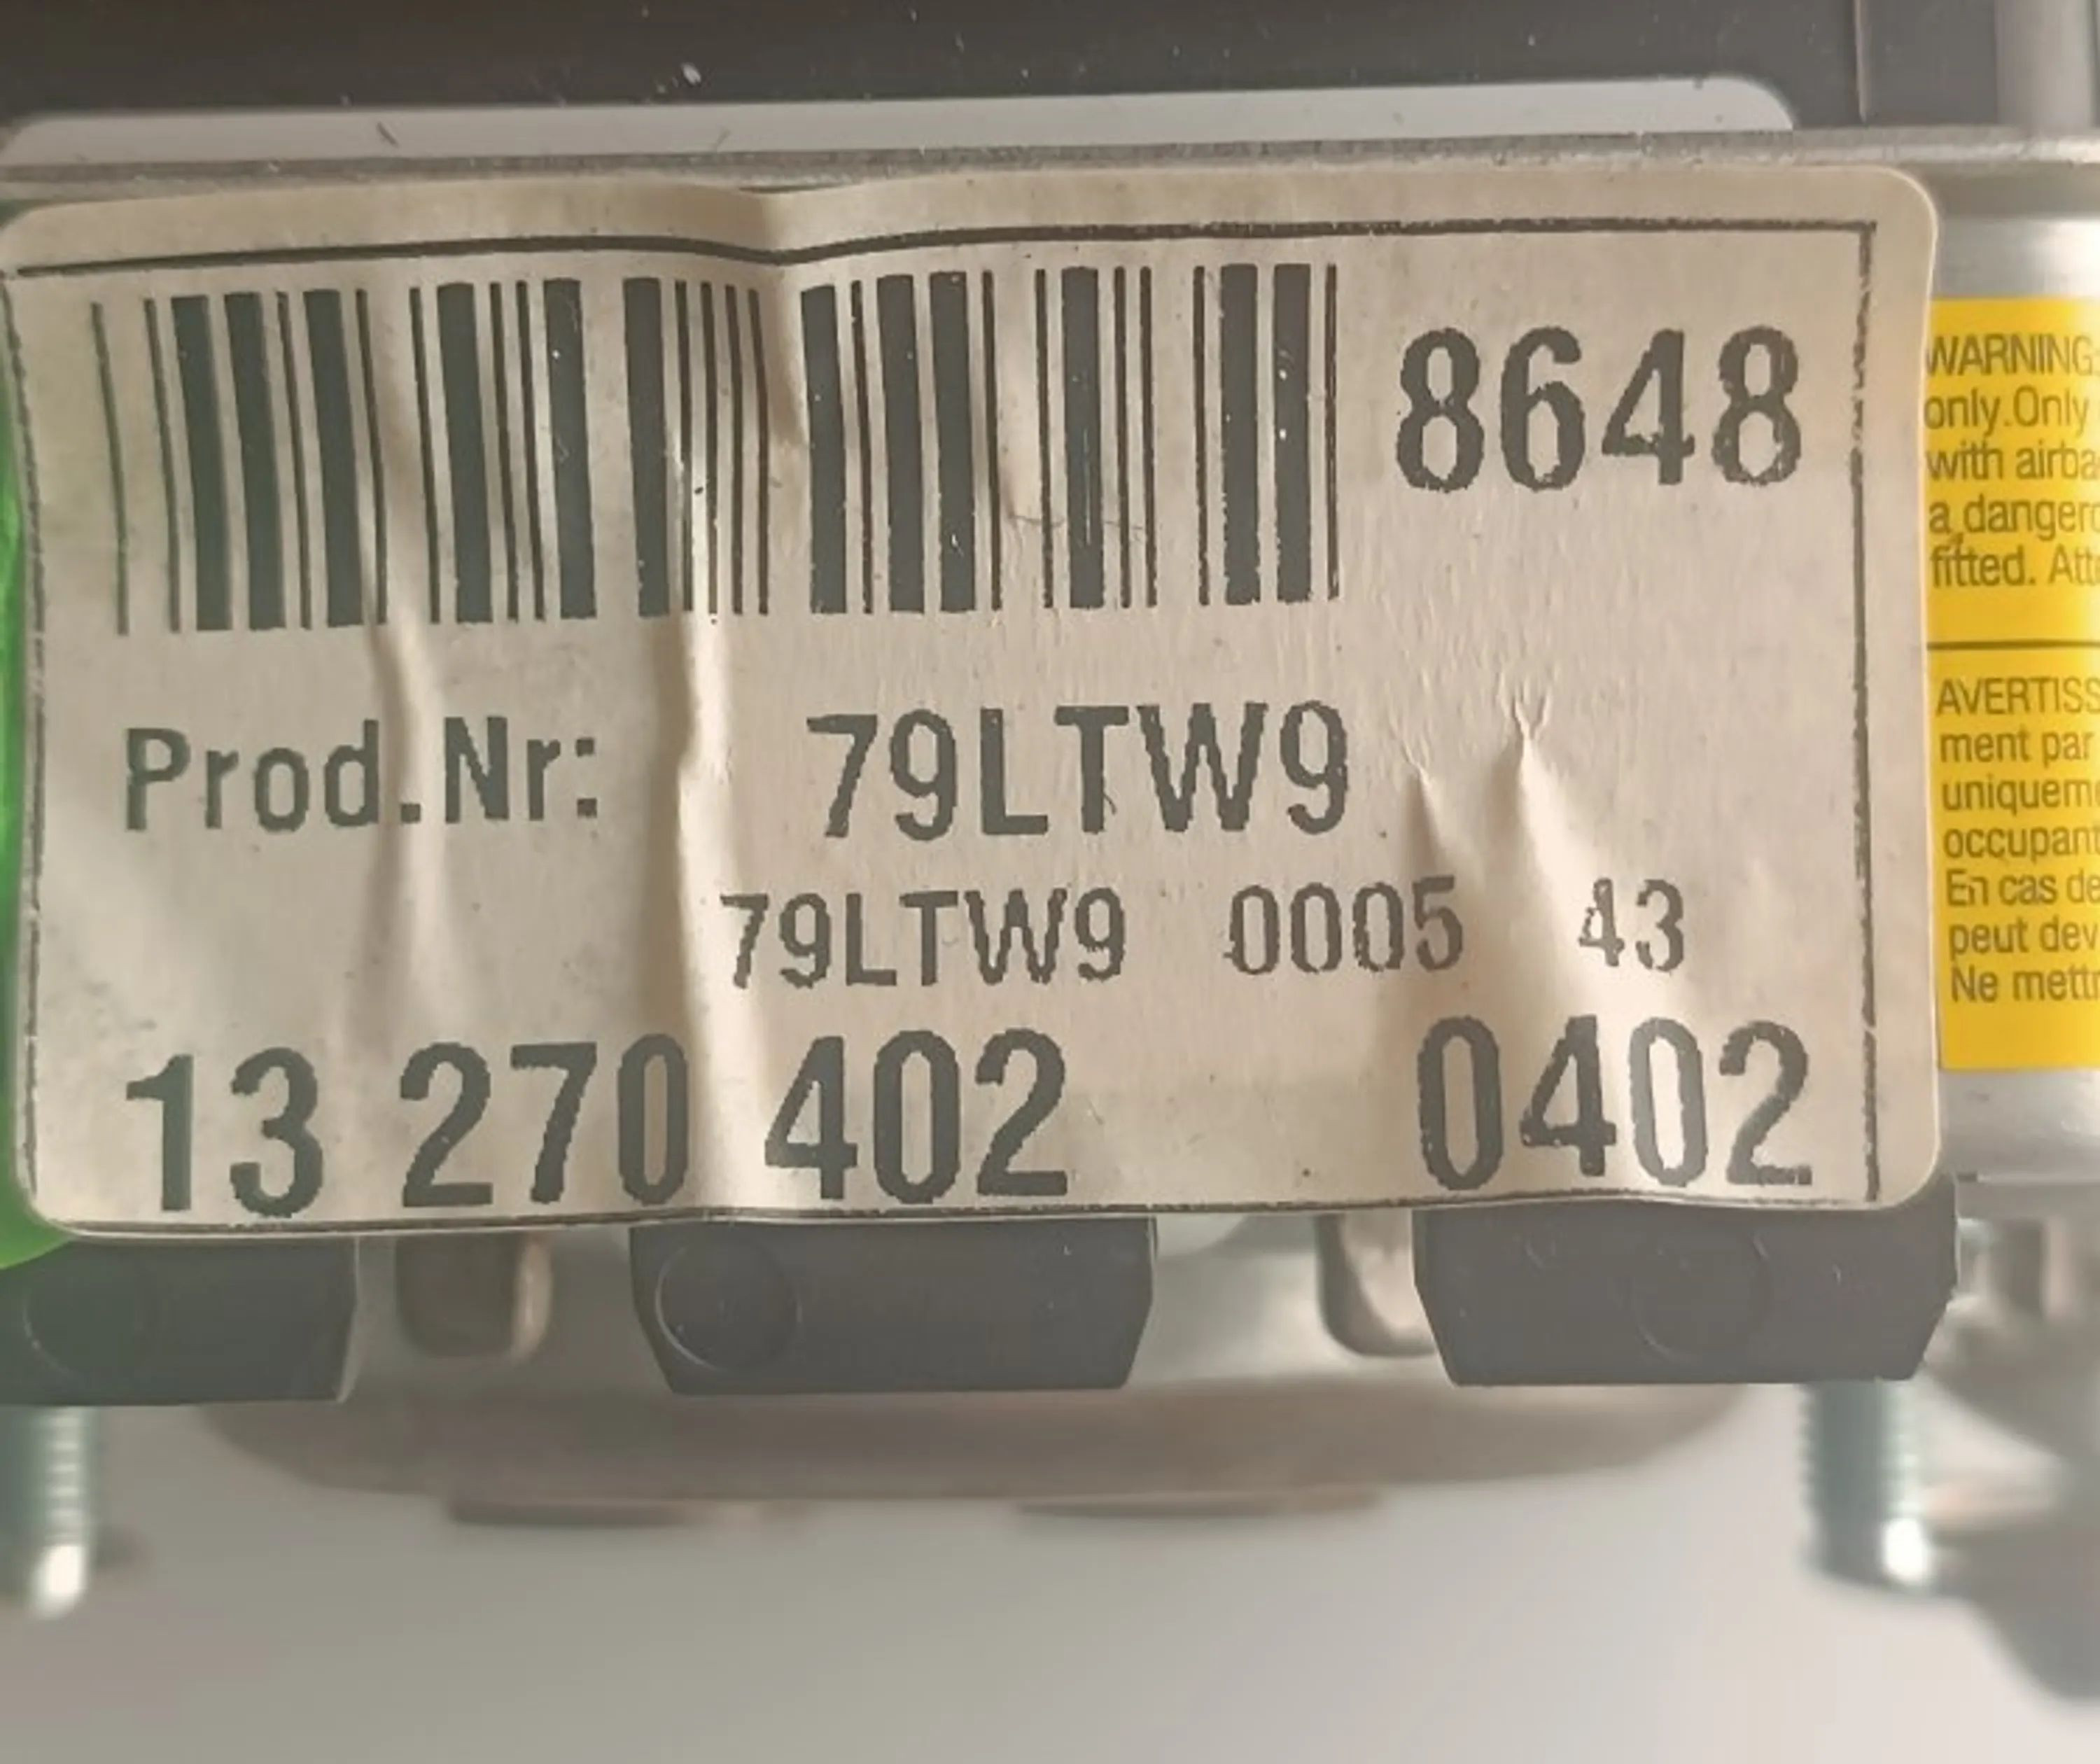 8648
Prod.Nr: 79LTW9
79LTW9 0005 43
13 270 402 0402
WARNING:
only.Only
with airba
a danger
fitted. Att
AVERTISS
ment par
uniqueme
occupant
En cas de
peut dev
Ne mettr